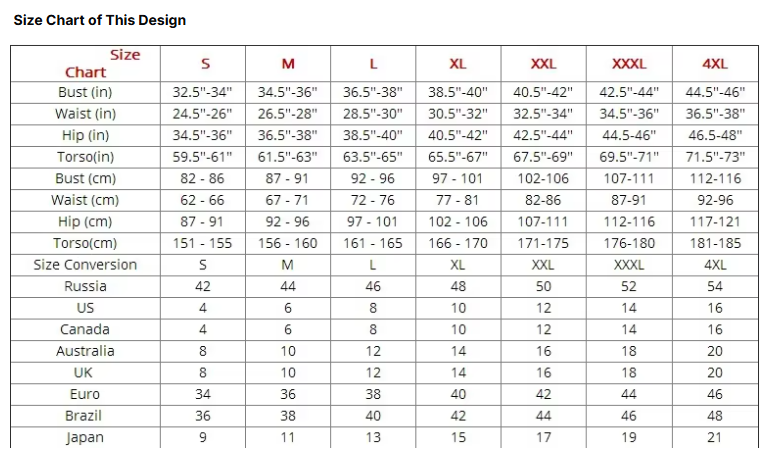 Size Chart of This Design
Size
Chart S M L XL XXL XXXL 4XL
Bust (in) 32.5"-34" 34.5"-36" 36.5"-38" 38.5"-40" 40.5"-42" 42.5"-44" 44.5"-46"
Waist (in) 24.5"-26" 26.5"-28" 28.5"-30" 30.5"-32" 32.5"-34" 34.5"-36" 36.5"-38"
Hip (in) 34.5"-36" 36.5"-38" 38.5"-40" 40.5"-42" 42.5"-44" 44.5-46" 46.5-48"
Torso(in) 59.5"-61" 61.5"-63" 63.5"-65" 65.5"-67" 67.5"-69" 69.5"-71" 71.5"-73"
Bust (cm) 82 - 86 87 - 91 92 - 96 97 - 101 102-106 107-111 112-116
Waist (cm) 62 - 66 67 - 71 72 - 76 77 - 81 82-86 87-91 92-96
Hip (cm) 87 - 91 92 - 96 97 - 101 102 - 106 107-111 112-116 117-121
Torso(cm) 151 - 155 156 - 160 161 - 165 166 - 170 171-175 176-180 181-185
Size Conversion S M L XL XXL XXXL 4XL
Russia 42 44 46 48 50 52 54
US 4 6 8 10 12 14 16
Canada 4 6 8 10 12 14 16
Australia 8 10 12 14 16 18 20
UK 8 10 12 14 16 18 20
Euro 34 36 38 40 42 44 46
Brazil 36 38 40 42 44 46 48
Japan 9 11 13 15 17 19 21